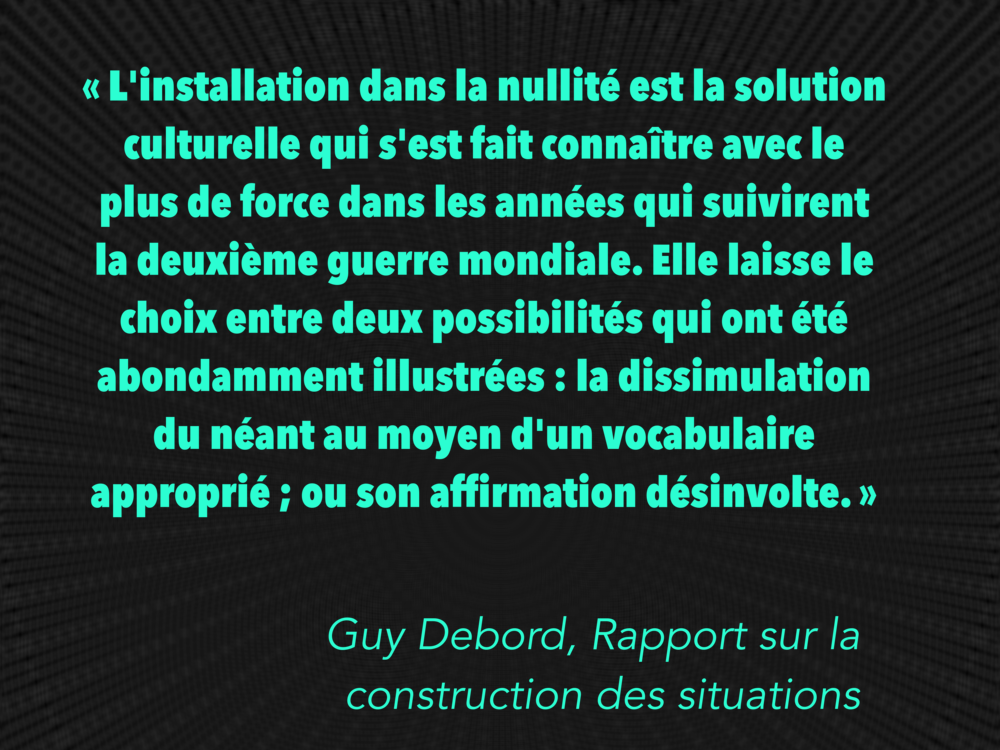 « L'installation dans la nullité est la solution
culturelle qui s'est fait connaître avec le
plus de force dans les années qui suivirent
la deuxième guerre mondiale. Elle laisse le
choix entre deux possibilités qui ont été
abondamment illustrées : la dissimulation
du néant au moyen d'un vocabulaire
approprié ; ou son affirmation désinvolte. »
Guy Debord, Rapport sur la
construction des situations